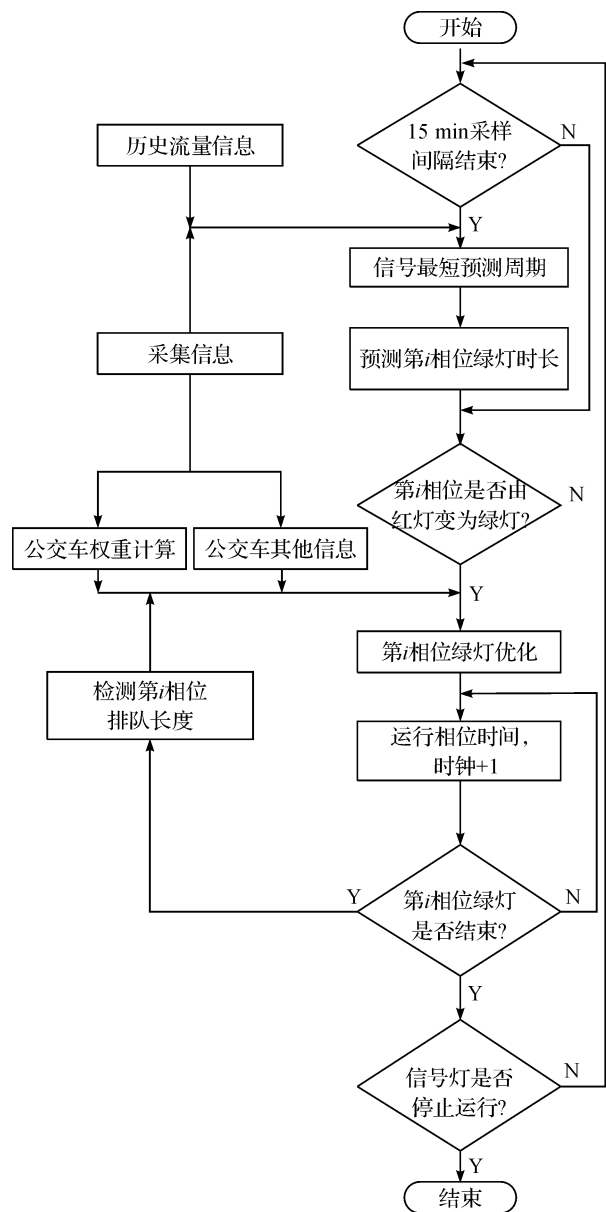 开始
15 min采样
间隔结束?
N
历史流量信息
Y
信号最短预测周期
采集信息
预测第i相位绿灯时长
第i相位是否由
红灯变为绿灯?
N
公交车权重计算
公交车其他信息
Y
第i相位绿灯优化
检测第i相位
排队长度
运行相位时间，
时钟+1
Y
第i相位绿灯
是否结束?
N
Y
信号灯是否
停止运行?
N
Y
结束